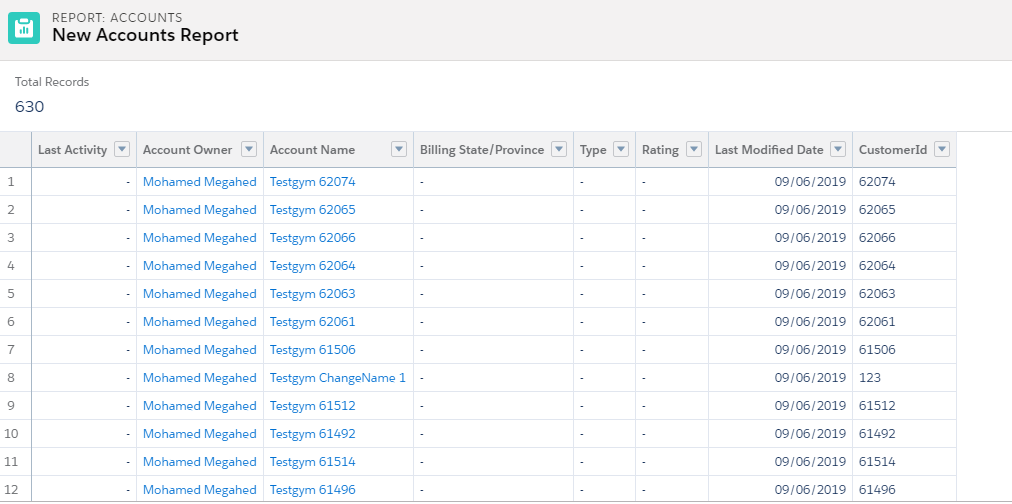 REPORT: ACCOUNTS
New Accounts Report
Total Records
630
Last Activity Account Owner Account Name Billing State/Province Type Rating Last Modified Date CustomerId
1 - Mohamed Megahed Testgym 62074 - - - 09/06/2019 62074
2 - Mohamed Megahed Testgym 62065 - - - 09/06/2019 62065
3 - Mohamed Megahed Testgym 62066 - - - 09/06/2019 62066
4 - Mohamed Megahed Testgym 62064 - - - 09/06/2019 62064
5 - Mohamed Megahed Testgym 62063 - - - 09/06/2019 62063
6 - Mohamed Megahed Testgym 62061 - - - 09/06/2019 62061
7 - Mohamed Megahed Testgym 61506 - - - 09/06/2019 61506
8 - Mohamed Megahed Testgym ChangeName 1 - - - 09/06/2019 123
9 - Mohamed Megahed Testgym 61512 - - - 09/06/2019 61512
10 - Mohamed Megahed Testgym 61492 - - - 09/06/2019 61492
11 - Mohamed Megahed Testgym 61514 - - - 09/06/2019 61514
12 - Mohamed Megahed Testgym 61496 - - - 09/06/2019 61496